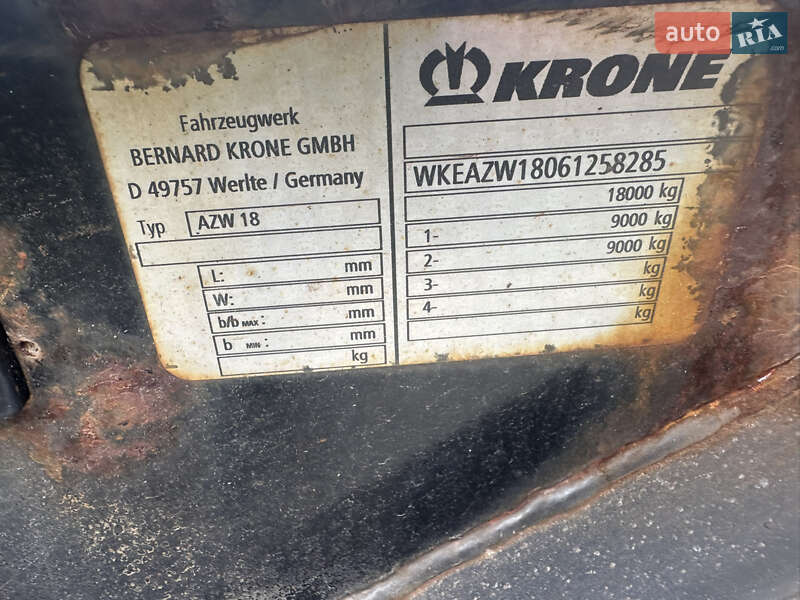 auto RIA .com
KRONE
Fahrzeugwerk
BERNARD KRONE GMBH
D 49757 Werlte / Germany
Typ AZW 18
L: mm
W: mm
b/b MAX : mm
b MIN : mm
kg
WKEAZW18061258285
18000 kg
1- 9000 kg
2- 9000 kg
3- kg
4- kg
kg